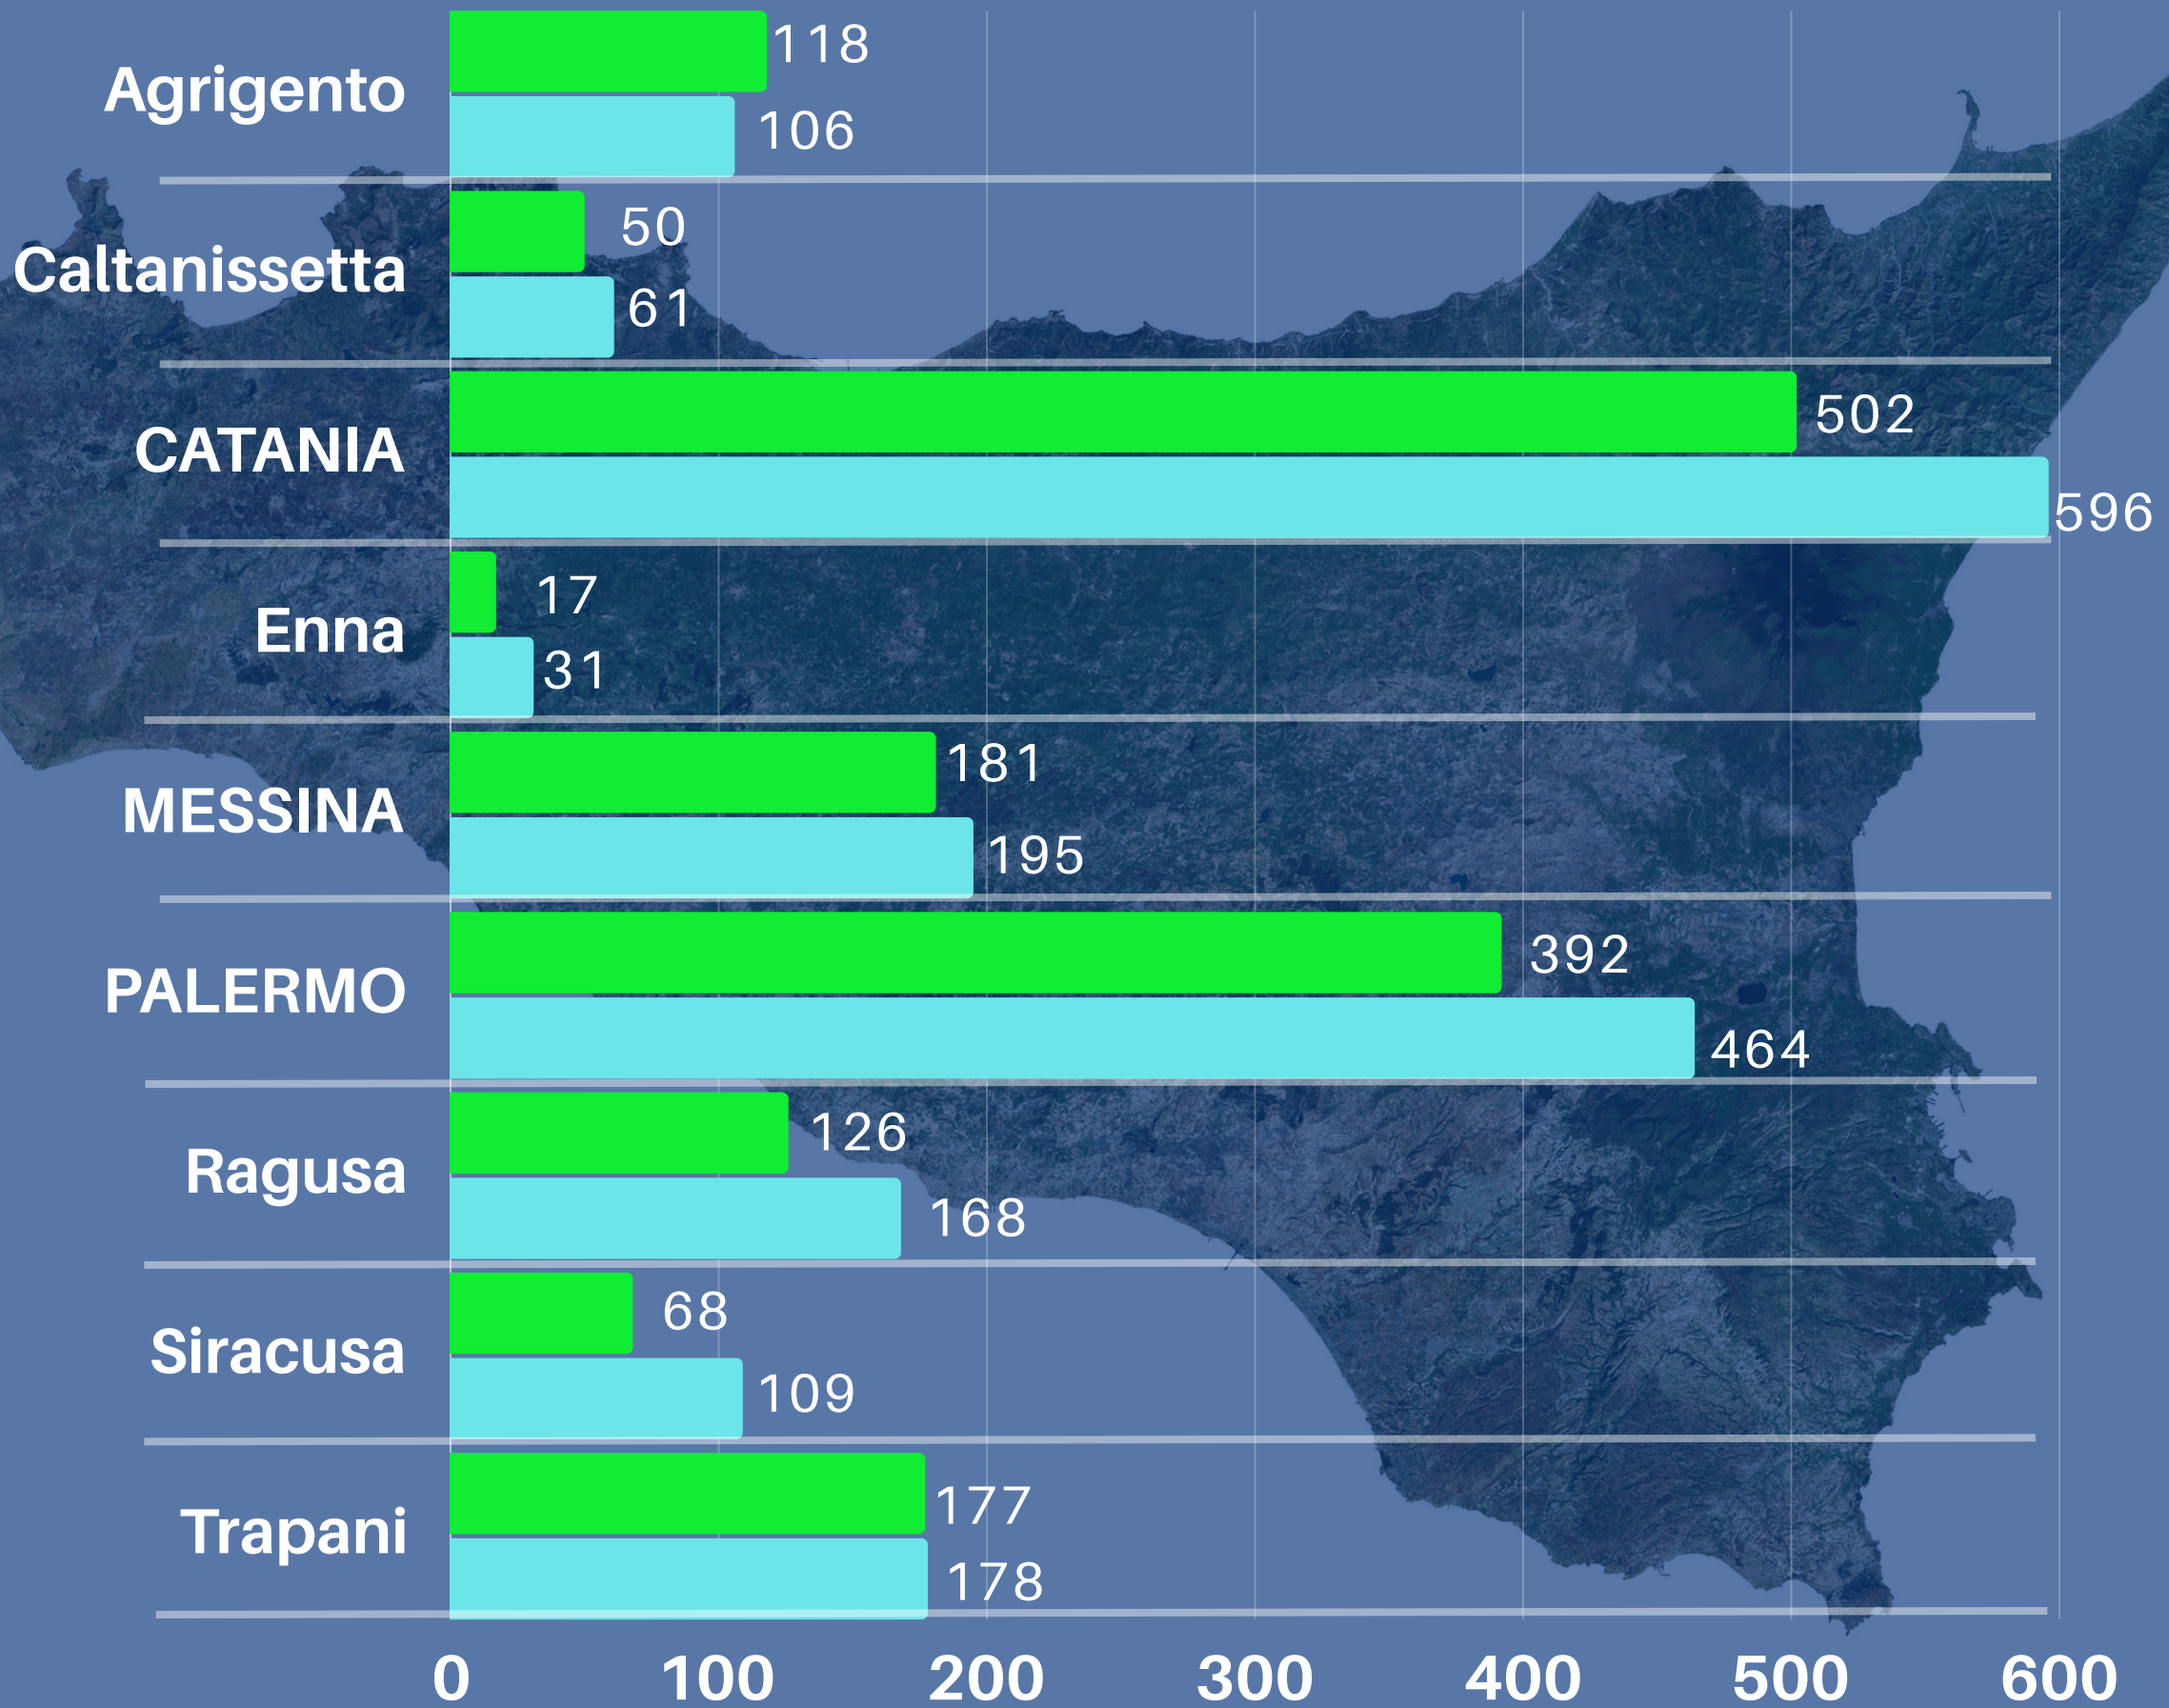 118
Agrigento
106
50
Caltanissetta
61
502
CATANIA
596
17
Enna
31
181
MESSINA
195
392
PALERMO
464
126
Ragusa
168
68
Siracusa
109
177
Trapani
178
0 100 200 300 400 500 600